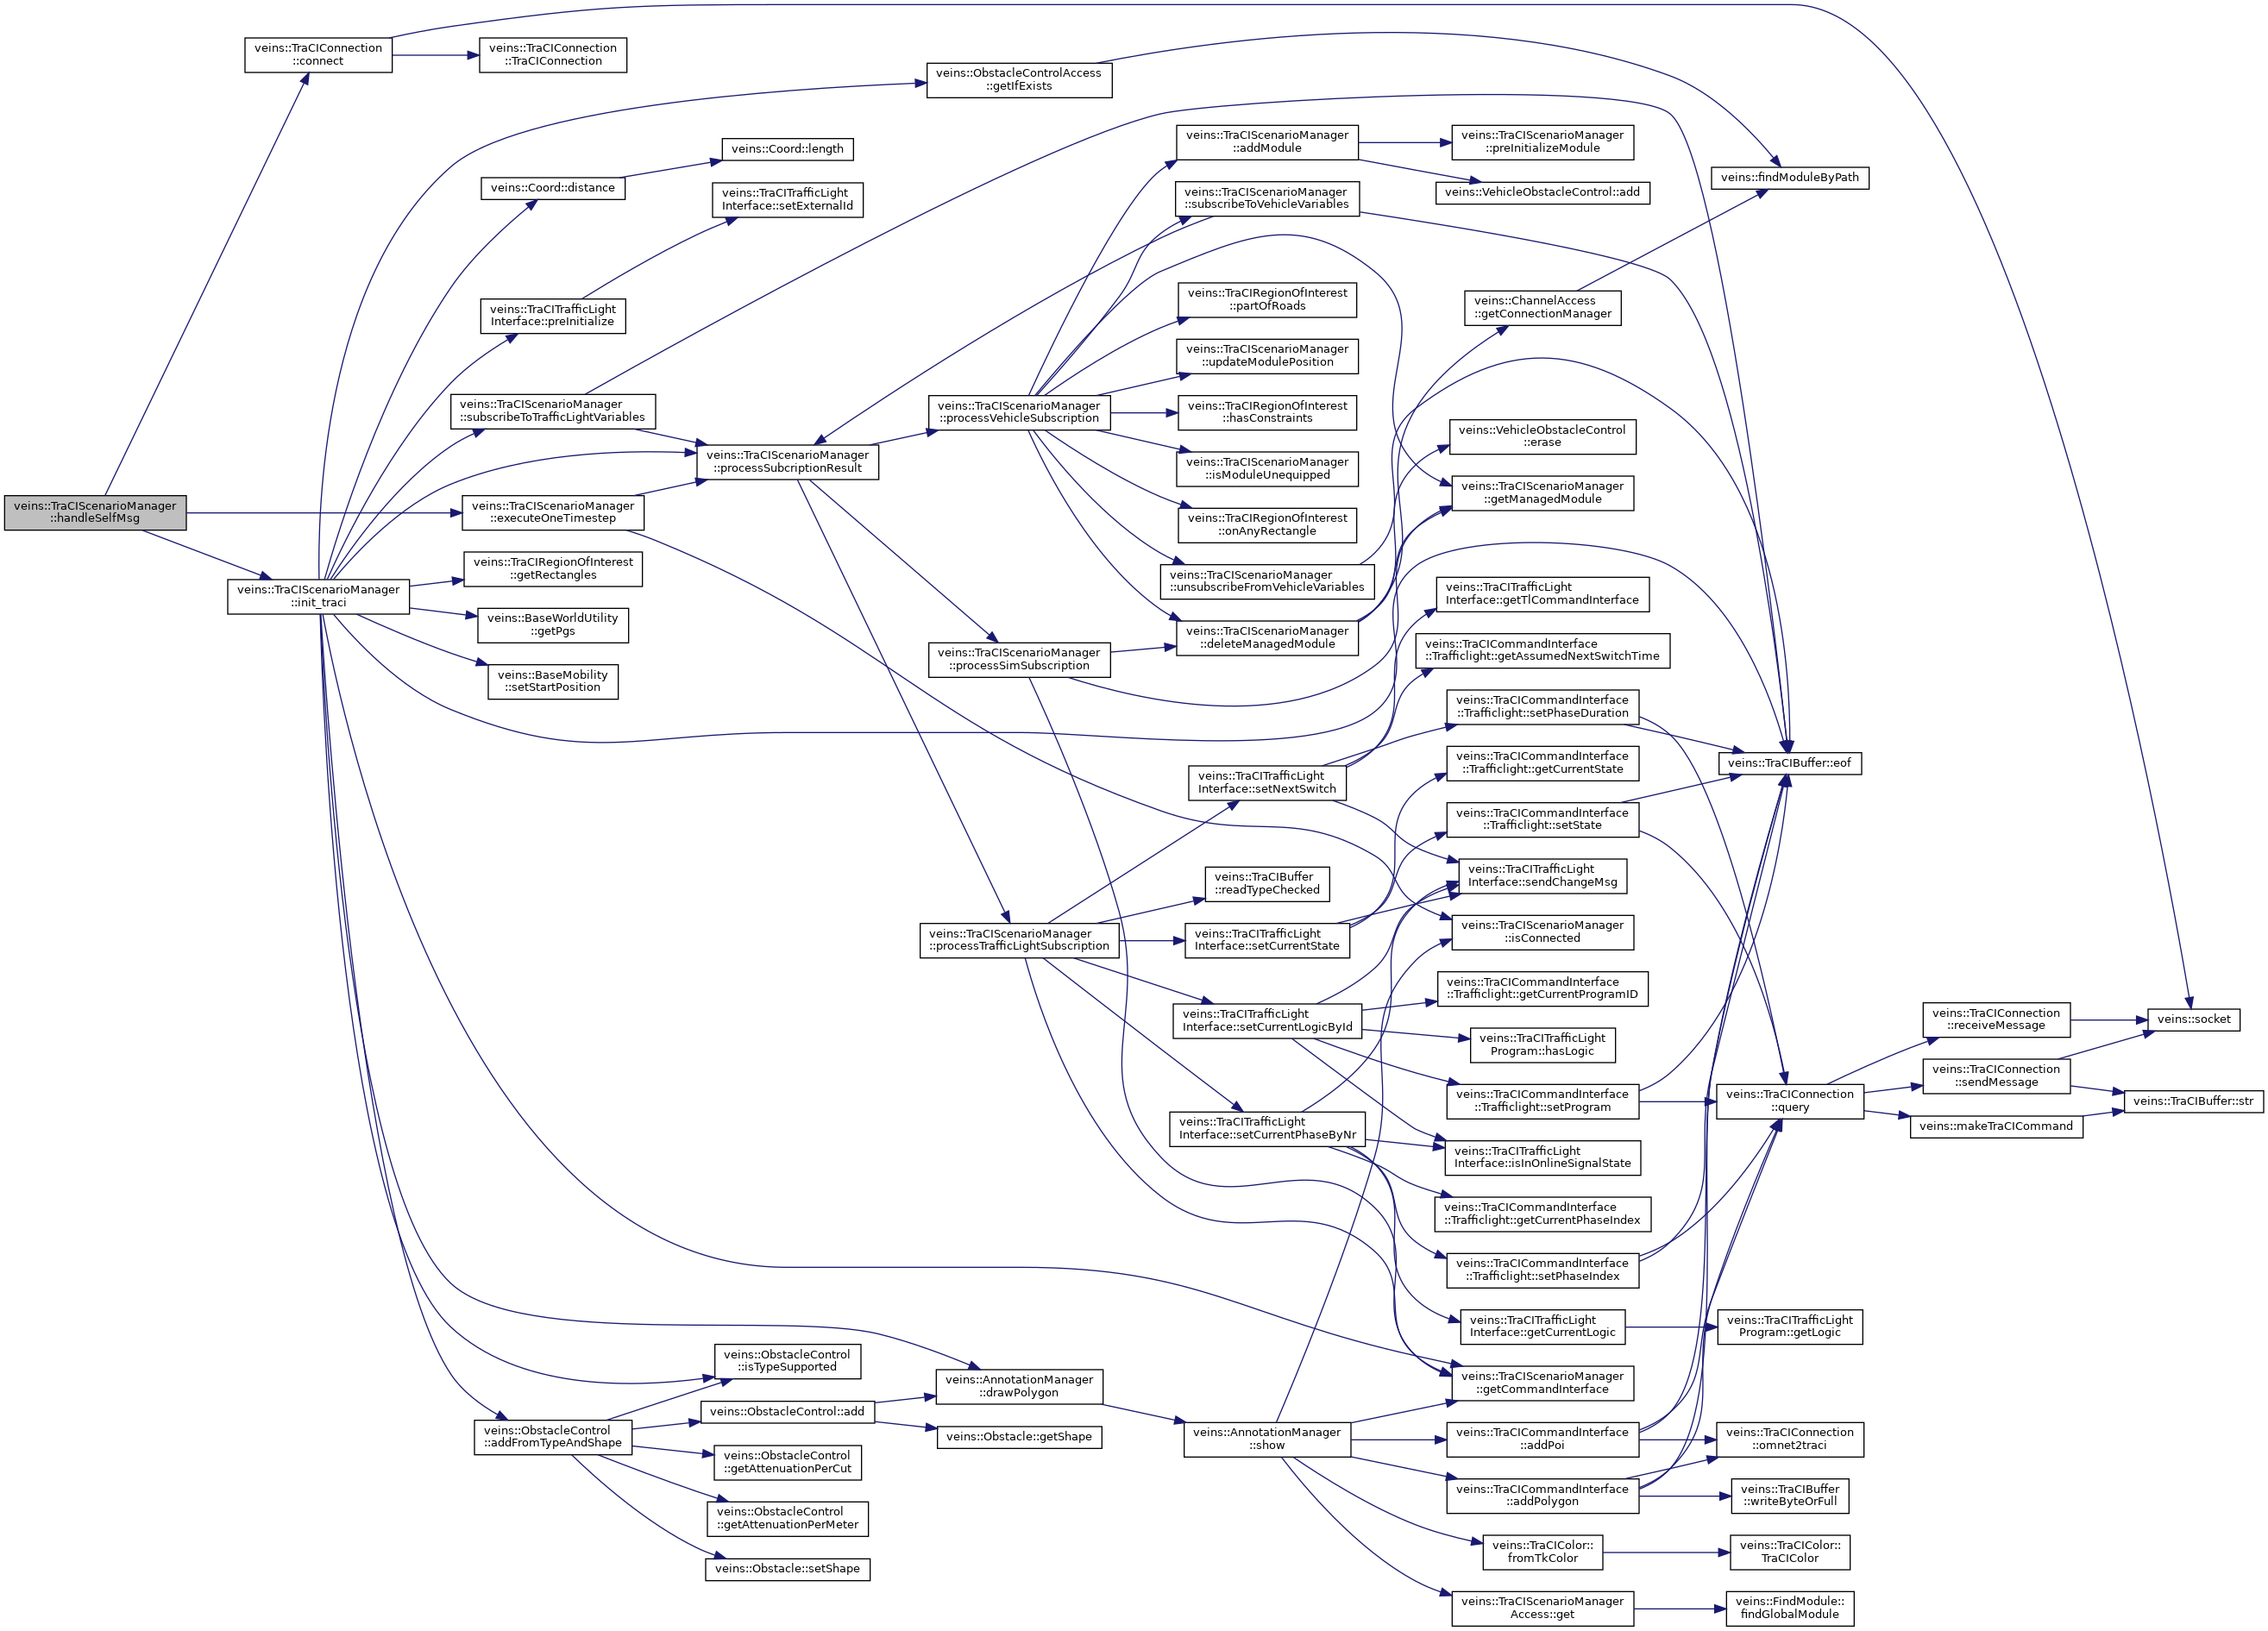 veins::TraCIScenarioManager
::handleSelfMsg
veins::TraCIConnection
::connect
veins::TraCIScenarioManager
::init_traci
veins::TraCIConnection
::TraCIConnection
veins::Coord::distance
veins::TraCITrafficLight
Interface::preInitialize
veins::TraCIScenarioManager
::subscribeToTrafficLightVariables
veins::TraCIScenarioManager
::executeOneTimestep
veins::TraCIRegionOfInterest
::getRectangles
veins::BaseWorldUtility
::getPgs
veins::BaseMobility
::setStartPosition
veins::ObstacleControl
::addFromTypeAndShape
veins::Coord::length
veins::TraCITrafficLight
Interface::setExternalId
veins::TraCIScenarioManager
::processSubcriptionResult
veins::ObstacleControl
::isTypeSupported
veins::ObstacleControl::add
veins::ObstacleControl
::getAttenuationPerCut
veins::ObstacleControl
::getAttenuationPerMeter
veins::Obstacle::setShape
veins::ObstacleControlAccess
::getIfExists
veins::TraCIScenarioManager
::processVehicleSubscription
veins::TraCIScenarioManager
::processSimSubscription
veins::TraCIScenarioManager
::processTrafficLightSubscription
veins::AnnotationManager
::drawPolygon
veins::Obstacle::getShape
veins::TraCIScenarioManager
::addModule
veins::TraCIScenarioManager
::subscribeToVehicleVariables
veins::TraCIRegionOfInterest
::partOfRoads
veins::TraCIScenarioManager
::updateModulePosition
veins::TraCIRegionOfInterest
::hasConstraints
veins::TraCIScenarioManager
::isModuleUnequipped
veins::TraCIRegionOfInterest
::onAnyRectangle
veins::TraCIScenarioManager
::unsubscribeFromVehicleVariables
veins::TraCIScenarioManager
::deleteManagedModule
veins::TraCITrafficLight
Interface::setNextSwitch
veins::TraCIBuffer
::readTypeChecked
veins::TraCITrafficLight
Interface::setCurrentState
veins::TraCITrafficLight
Interface::setCurrentLogicById
veins::TraCITrafficLight
Interface::setCurrentPhaseByNr
veins::AnnotationManager
::show
veins::TraCIScenarioManager
::preInitializeModule
veins::VehicleObstacleControl::add
veins::ChannelAccess
::getConnectionManager
veins::VehicleObstacleControl
::erase
veins::TraCIScenarioManager
::getManagedModule
veins::TraCITrafficLight
Interface::getTlCommandInterface
veins::TraCICommandInterface
::Trafficlight::getAssumedNextSwitchTime
veins::TraCICommandInterface
::Trafficlight::setPhaseDuration
veins::TraCICommandInterface
::Trafficlight::getCurrentState
veins::TraCICommandInterface
::Trafficlight::setState
veins::TraCITrafficLight
Interface::sendChangeMsg
veins::TraCIScenarioManager
::isConnected
veins::TraCICommandInterface
::Trafficlight::getCurrentProgramID
veins::TraCITrafficLight
Program::hasLogic
veins::TraCICommandInterface
::Trafficlight::setProgram
veins::TraCITrafficLight
Interface::isInOnlineSignalState
veins::TraCICommandInterface
::Trafficlight::getCurrentPhaseIndex
veins::TraCICommandInterface
::Trafficlight::setPhaseIndex
veins::TraCITrafficLight
Interface::getCurrentLogic
veins::TraCIScenarioManager
::getCommandInterface
veins::TraCICommandInterface
::addPoi
veins::TraCICommandInterface
::addPolygon
veins::TraCIColor::
fromTkColor
veins::TraCIScenarioManager
Access::get
veins::findModuleByPath
veins::TraCIBuffer::eof
veins::TraCIConnection
::query
veins::TraCITrafficLight
Program::getLogic
veins::TraCIConnection
::omnet2traci
veins::TraCIBuffer
::writeByteOrFull
veins::TraCIColor::
TraCIColor
veins::FindModule::
findGlobalModule
veins::TraCIConnection
::receiveMessage
veins::TraCIConnection
::sendMessage
veins::makeTraCICommand
veins::socket
veins::TraCIBuffer::str